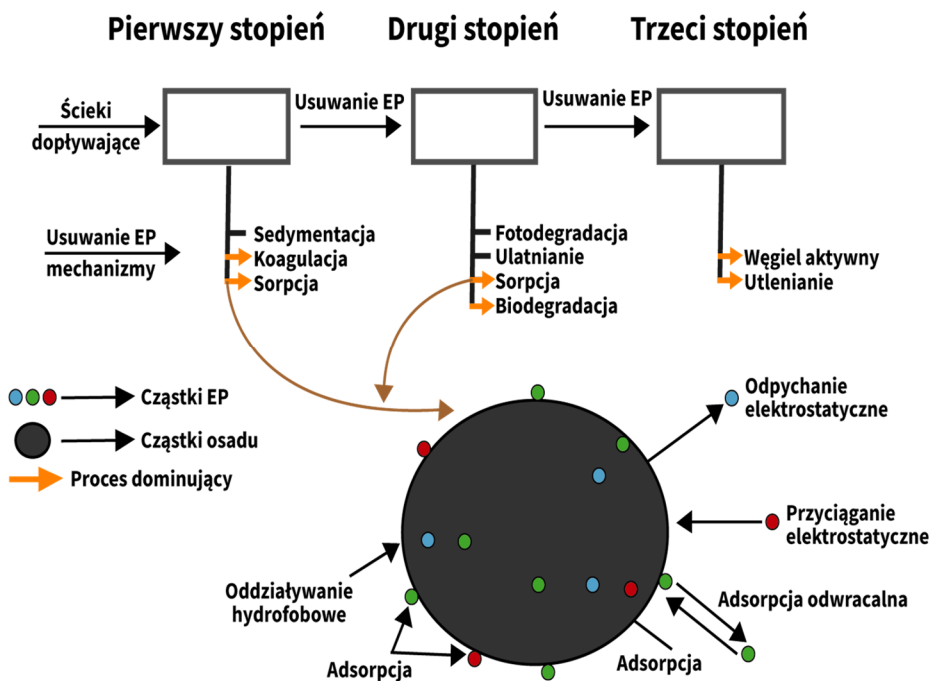 Pierwszy stopień
Drugi stopień
Trzeci stopień
Ścieki
dopływające
Usuwanie EP
Usuwanie EP
Usuwanie EP
mechanizmy
Sedymentacja
Koagulacja
Sorpcja
Fotodegradacja
Ulatnianie
Sorpcja
Biodegradacja
Węgiel aktywny
Utlenianie
Cząstki EP
Cząstki osadu
Proces dominujący
Odpychanie
elektrostatyczne
Przyciąganie
elektrostatyczne
Oddziaływanie
hydrofobowe
Adsorpcja odwracalna
Adsorpcja
Adsorpcja